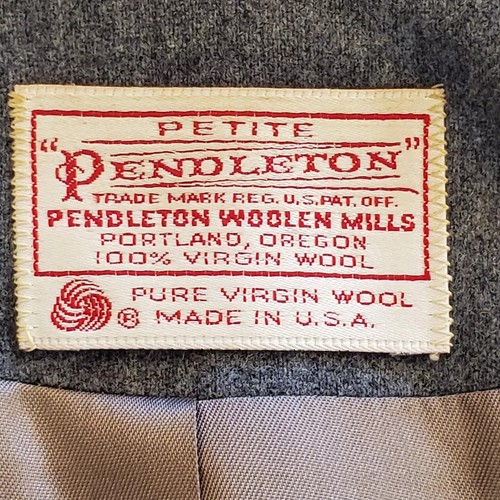 PETITE
"PENDLETON"
TRADE MARK REG. U.S. PAT. OFF.
PENDLETON WOOLEN MILLS
PORTLAND, OREGON
100% VIRGIN WOOL
PURE VIRGIN WOOL
® MADE IN U.S.A.